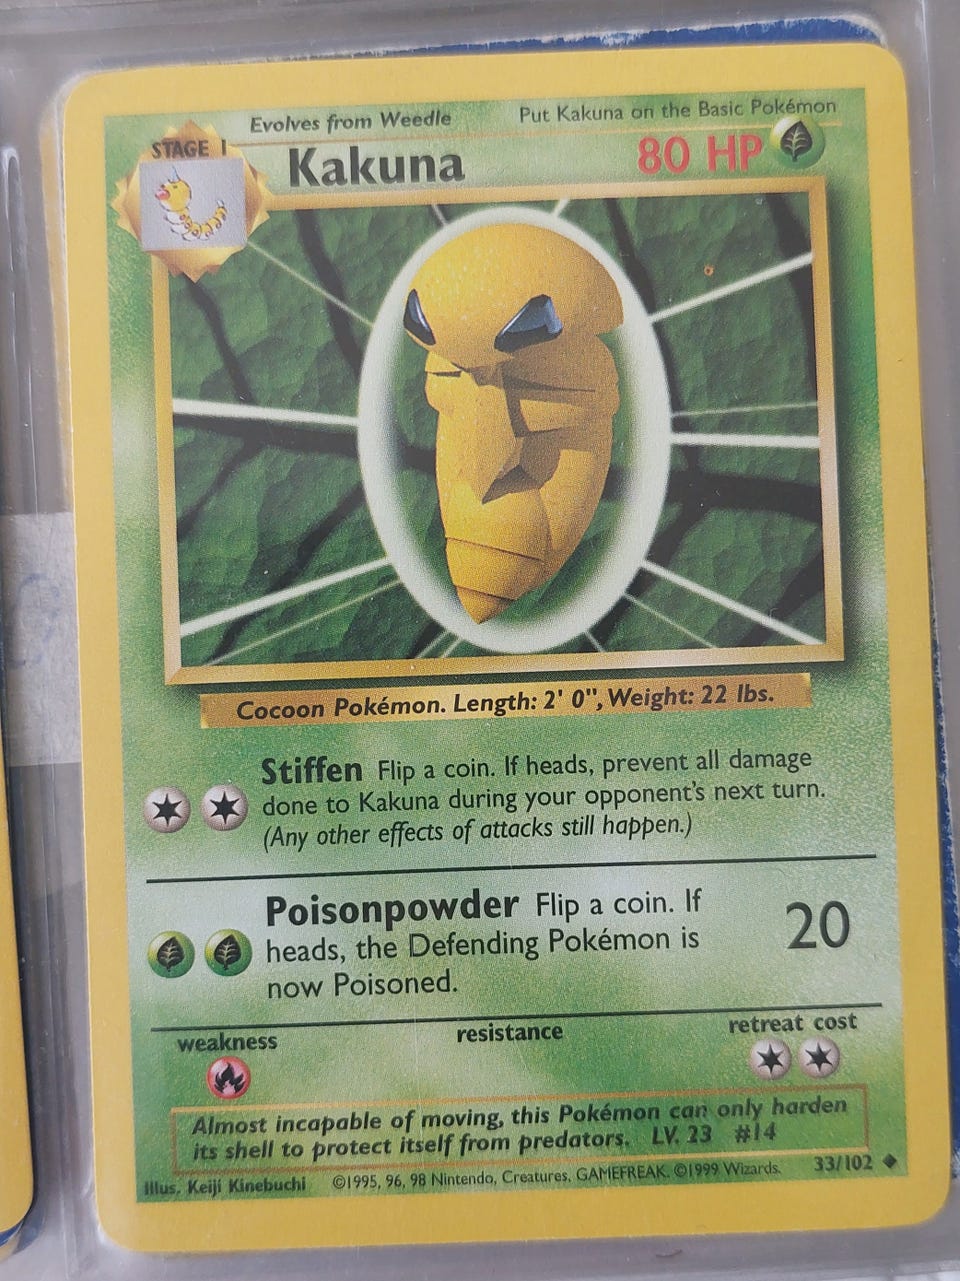 Evolves from Weedle
Put Kakuna on the Basic Pokémon
STAGE 1
Kakuna
80 HP
Cocoon Pokémon. Length: 2' 0", Weight: 22 lbs.
Stiffen Flip a coin. If heads, prevent all damage
done to Kakuna during your opponent's next turn.
(Any other effects of attacks still happen.)
Poisonpowder Flip a coin. If
heads, the Defending Pokémon is
now Poisoned.
20
weakness
resistance
retreat cost
Almost incapable of moving, this Pokémon can only harden
its shell to protect itself from predators. LV. 23 #14
Illus. Keiji Kinebuchi ©1995, 96, 98 Nintendo, Creatures, GAMEFREAK. ©1999 Wizards. 33/102